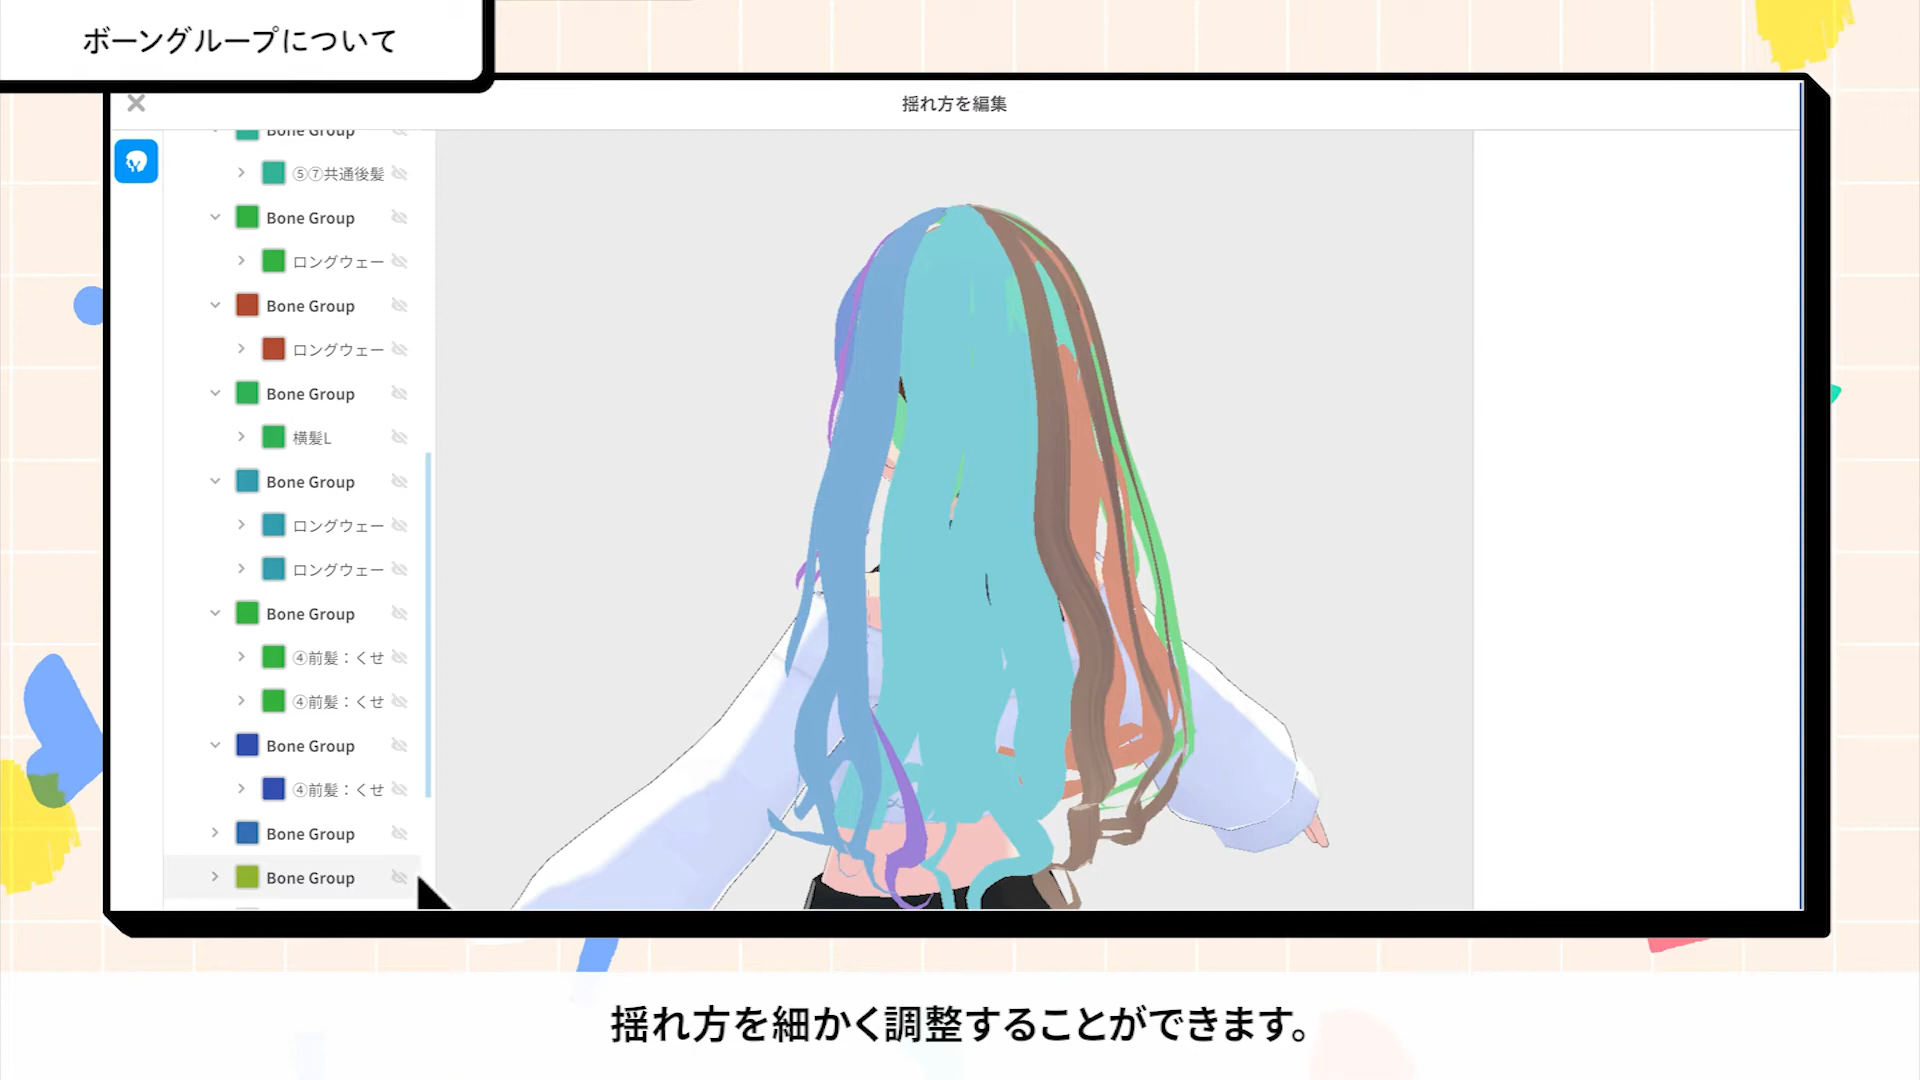 ボーングループについて
揺れ方を編集
Bone Group
⑤⑦共通後髪
Bone Group
ロングウェー
Bone Group
ロングウェー
Bone Group
横髪L
Bone Group
ロングウェー
ロングウェー
Bone Group
④前髪：くせ
④前髪：くせ
Bone Group
④前髪：くせ
Bone Group
Bone Group
揺れ方を細かく調整することができます。